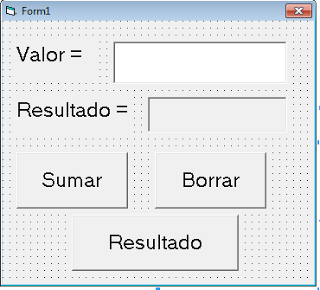 Form1
Valor =
Resultado =
Sumar Borrar
Resultado